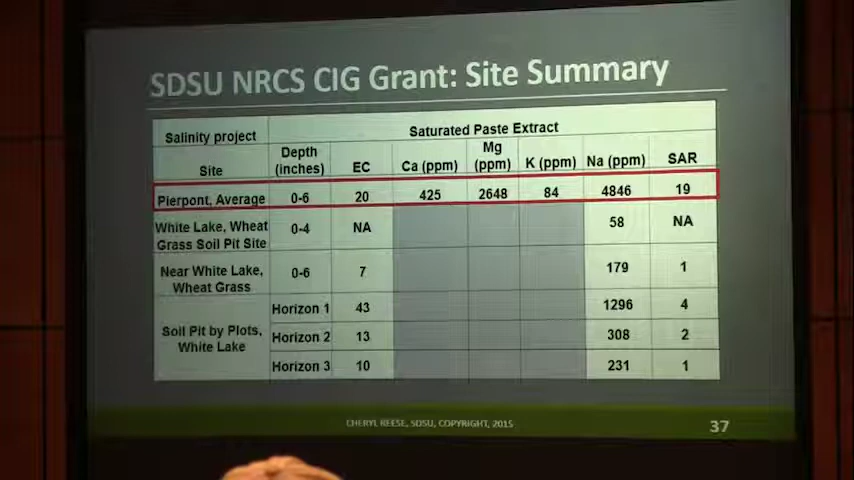 SDSU NRCS CIG Grant: Site Summary
Salinity project Saturated Paste Extract
Site Depth (inches) EC Ca (ppm) Mg (ppm) K (ppm) Na (ppm) SAR
Pierpont, Average 0-6 20 425 2648 84 4846 19
White Lake, Wheat Grass Soil Pit Site 0-4 NA 58 NA
Near White Lake, Wheat Grass 0-6 7 179 1
Soil Pit by Plots, White Lake Horizon 1 43 1296 4
Horizon 2 13 308 2
Horizon 3 10 231 1
CHERYL REESE, SDSU, COPYRIGHT, 2015
37